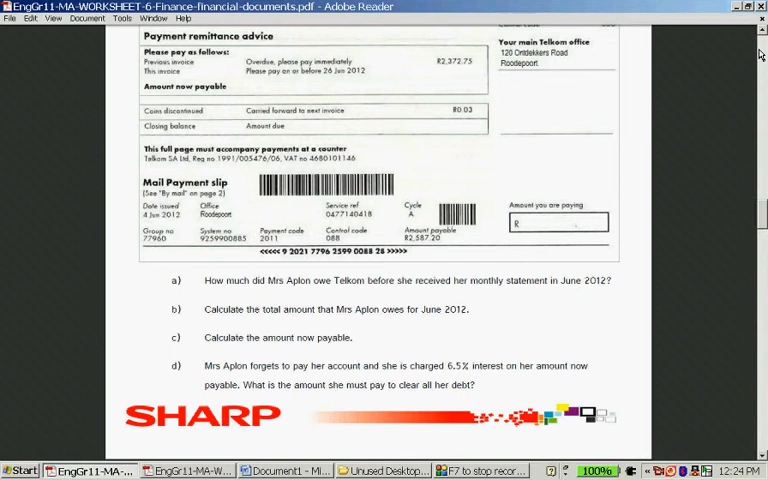 EngGr11-MA-WORKSHEET-6-Finance-financial-documents.pdf - Adobe Reader
File Edit View Document Tools Window Help
Payment remittance advice
Please pay as follows:
Previous invoice Overdue, please pay immediately R2,372.75
This invoice Please pay on or before 26 Jun 2012
Amount now payable
Your main Telkom office
120 Ontdekkers Road
Roodepoort.
Coins discontinued Carried forward to next invoice R0.03
Closing balance Amount due
This full page must accompany payments at a counter
Telkom SA Ltd, Reg no 1991/005476/06, VAT no 4680101146
Mail Payment slip
(See "By mail" on page 2)
Date issued Office Service ref Cycle
4 Jun 2012 Roodepoort 0477140418 A
Amount you are paying
R
Group no System no Payment code Control code Amount payable
77960 9259900885 2011 088 R2,587.20
<<<<< 9 2021 7796 2599 0088 28 >>>>>
a) How much did Mrs Aplon owe Telkom before she received her monthly statement in June 2012?
b) Calculate the total amount that Mrs Aplon owes for June 2012.
c) Calculate the amount now payable.
d) Mrs Aplon forgets to pay her account and she is charged 6.5% interest on her amount now
payable. What is the amount she must pay to clear all her debt?
SHARP
Start EngGr11-MA-... EngGr11-MA-W... Document1 - Mi... Unused Desktop... F7 to stop recor... 100% 12:24 PM